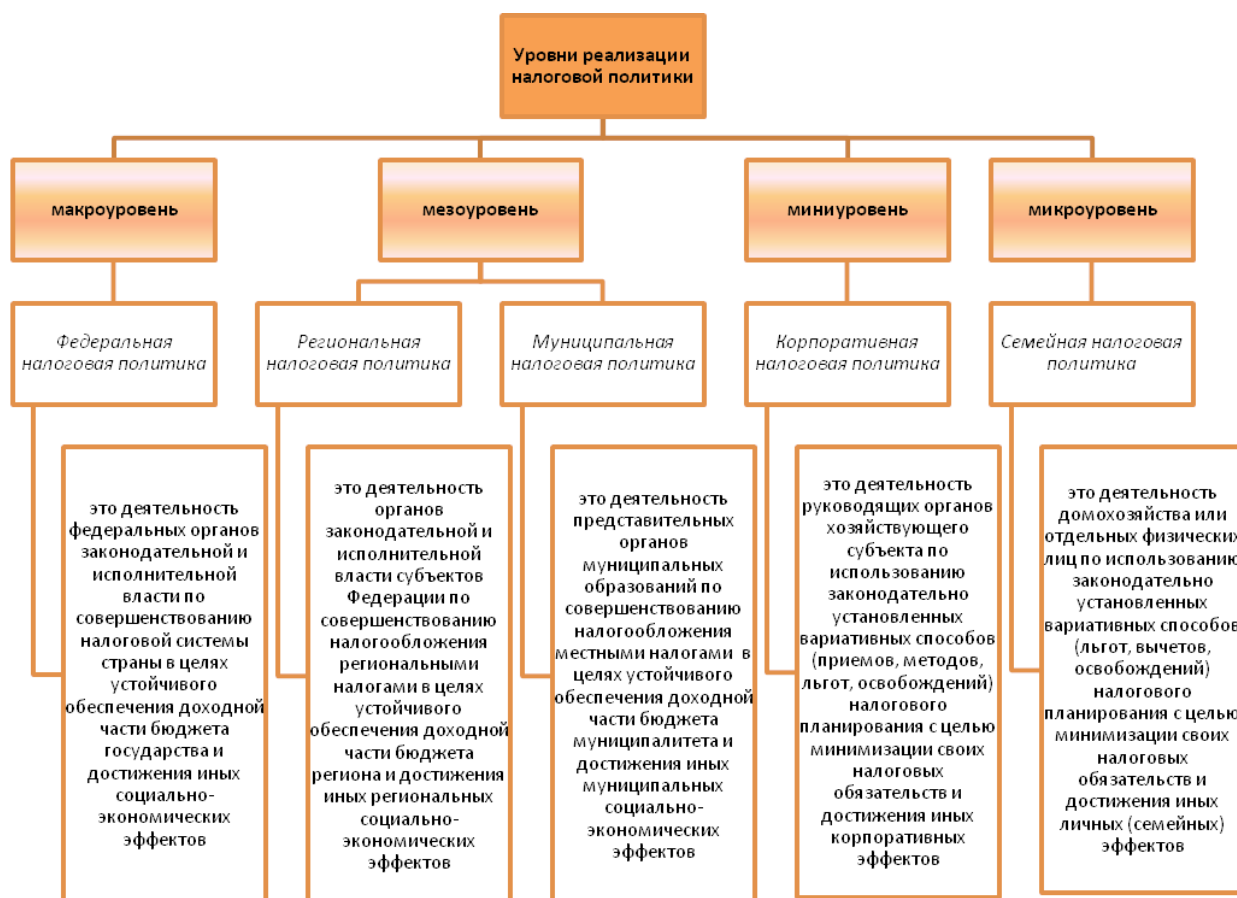 Уровни реализации
налоговой политики
макроуровень
мезоуровень
миниуровень
микроуровень
Федеральная
налоговая политика
Региональная
налоговая политика
Муниципальная
налоговая политика
Корпоративная
налоговая политика
Семейная налоговая
политика
это деятельность
федеральных органов
законодательной и
исполнительной
власти по
совершенствованию
налоговой системы
страны в целях
устойчивого
обеспечения доходной
части бюджета
государства и
достижения иных
социально-
экономических
эффектов
это деятельность
органов
законодательной и
исполнительной
власти субъектов
Федерации по
совершенствованию
налогообложения
региональными
налогами в целях
устойчивого
обеспечения доходной
части бюджета
региона и достижения
иных региональных
социально-
экономических
эффектов
это деятельность
представительных
органов
муниципальных
образований по
совершенствованию
налогообложения
местными налогами в
целях устойчивого
обеспечения доходной
части бюджета
муниципалитета и
достижения иных
муниципальных
социально-
экономических
эффектов
это деятельность
руководящих органов
хозяйствующего
субъекта по
использованию
законодательно
установленных
вариативных способов
(приемов, методов,
льгот, освобождений)
налогового
планирования с целью
минимизации своих
налоговых
обязательств и
достижения иных
корпоративных
эффектов
это деятельность
домохозяйства или
отдельных физических
лиц по использованию
законодательно
установленных
вариативных способов
(льгот, вычетов,
освобождений)
налогового
планирования с целью
минимизации своих
налоговых
обязательств и
достижения иных
личных (семейных)
эффектов